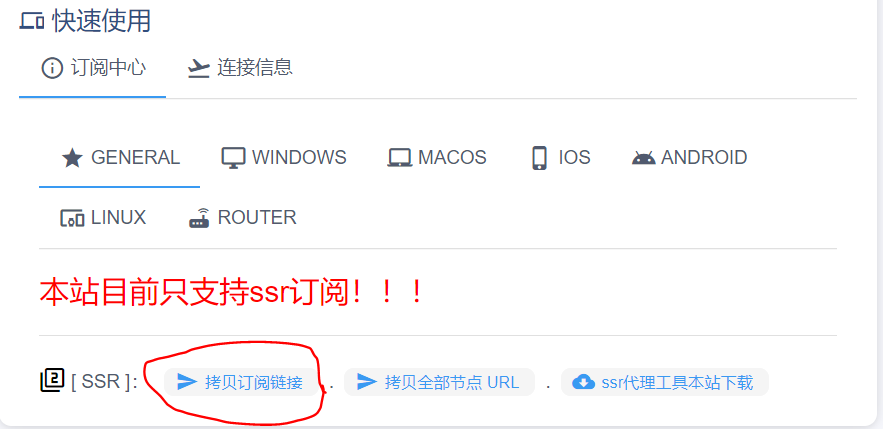 快速使用
订阅中心 连接信息
GENERAL WINDOWS MACOS IOS ANDROID
LINUX ROUTER
本站目前只支持ssr订阅！！！
2 [ SSR ]: 拷贝订阅链接 . 拷贝全部节点 URL . ssr代理工具本站下载